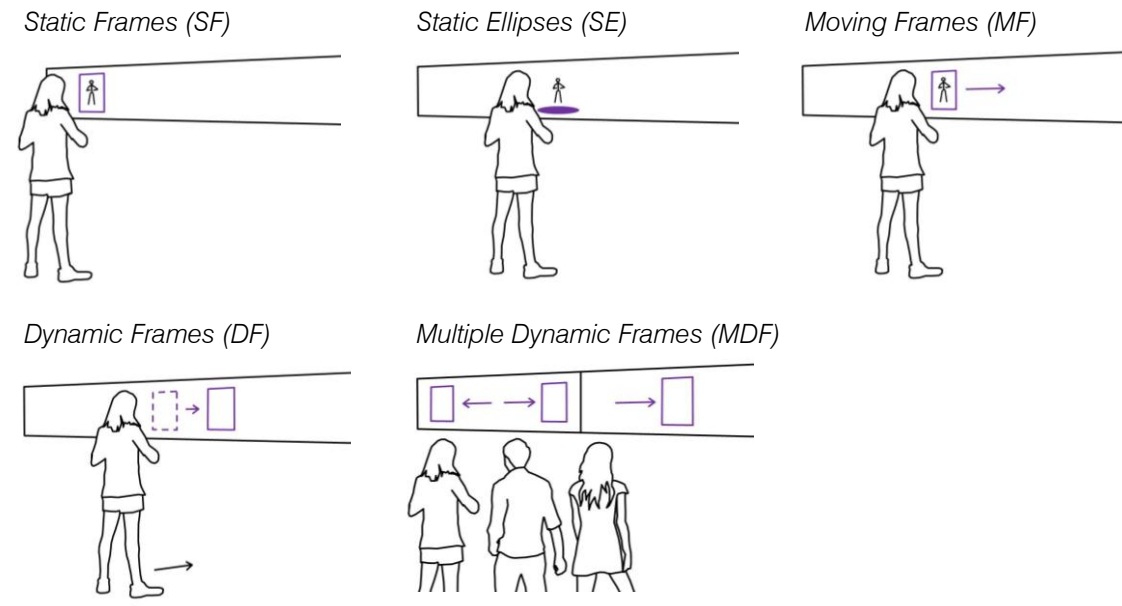 Static Frames (SF)
Static Ellipses (SE)
Moving Frames (MF)
Dynamic Frames (DF)
Multiple Dynamic Frames (MDF)